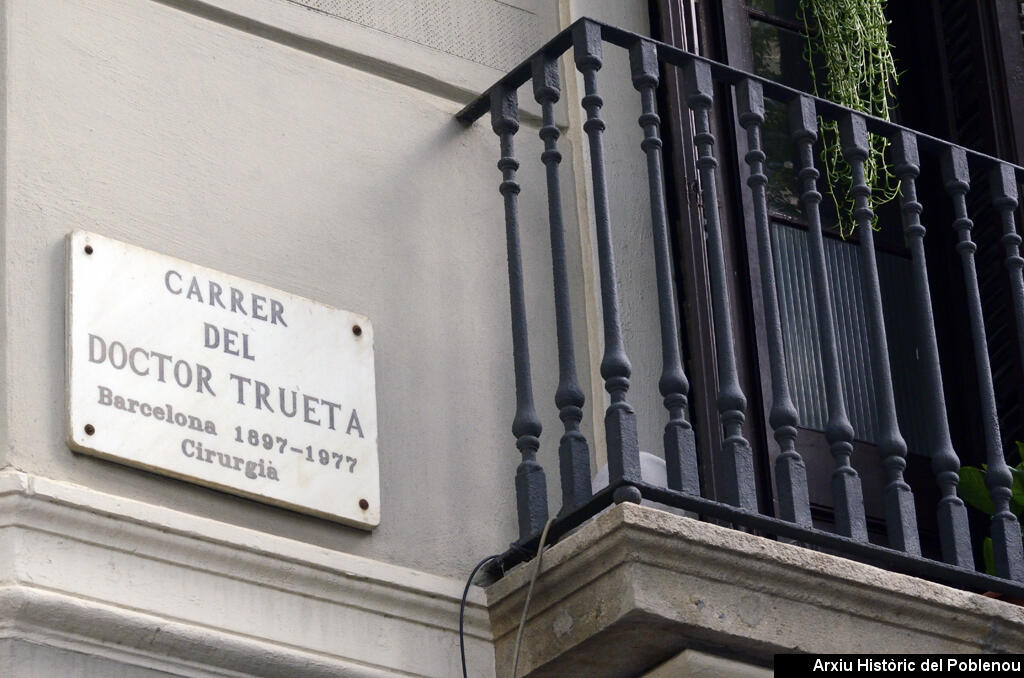 CARRER
DEL
DOCTOR TRUETA
Barcelona 1897-1977
Cirurgià
Arxiu Històric del Poblenou